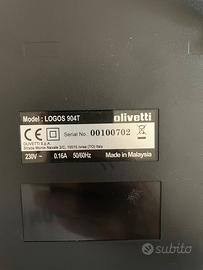 Model : LOGOS 904T olivetti
Serial No. 00100702
OLIVETTI S.p.A.
Strada Monte Navale 2/C, 10015 Ivrea (TO) Italy
230V ~ 0.16A 50/60Hz Made in Malaysia
subito